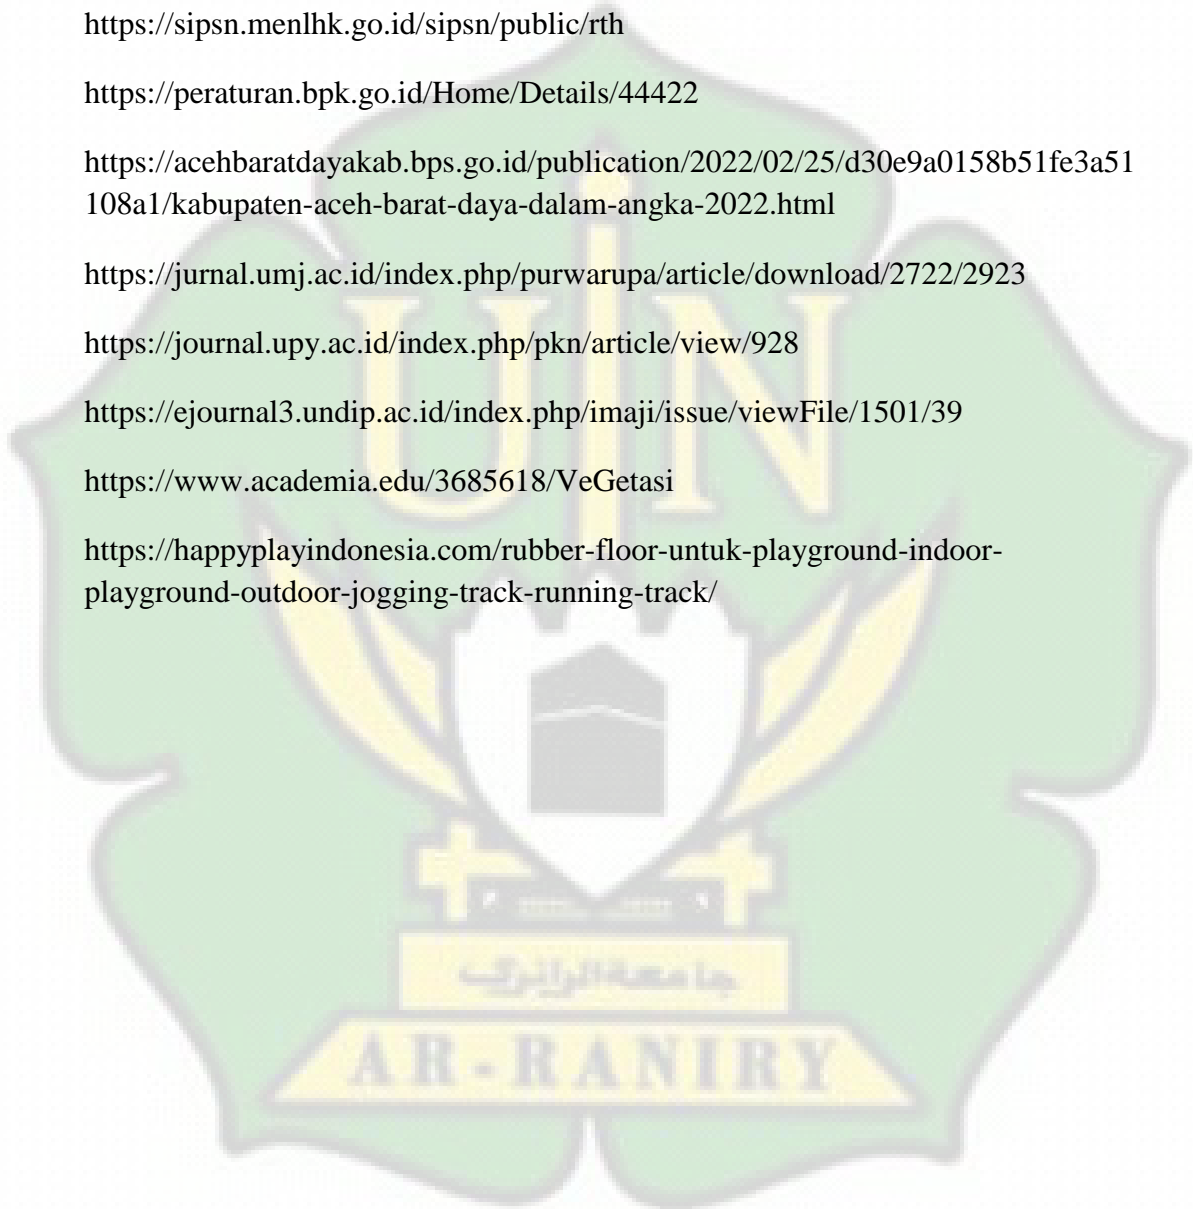 https://sipsn.menlhk.go.id/sipsn/public/rth
https://peraturan.bpk.go.id/Home/Details/44422
https://acehbaratdayakab.bps.go.id/publication/2022/02/25/d30e9a0158b51fe3a51
108a1/kabupaten-aceh-barat-daya-dalam-angka-2022.html
https://jurnal.umj.ac.id/index.php/purwarupa/article/download/2722/2923
https://journal.upy.ac.id/index.php/pkn/article/view/928
https://ejournal3.undip.ac.id/index.php/imaji/issue/viewFile/1501/39
https://www.academia.edu/3685618/VeGetasi
https://happyplayindonesia.com/rubber-floor-untuk-playground-indoor-
playground-outdoor-jogging-track-running-track/
UIN
جامعة الرانري
AR-RANIRY